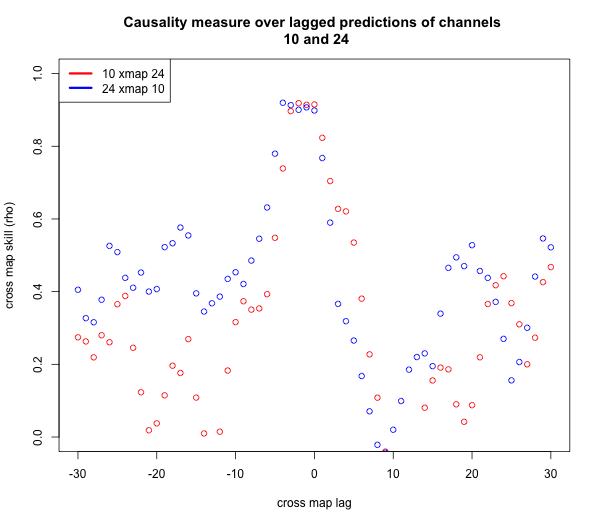 Causality measure over lagged predictions of channels
10 and 24
10 xmap 24
24 xmap 10
cross map skill (rho)
1.0
0.8
0.6
0.4
0.2
0.0
-30 -20 -10 0 10 20 30
cross map lag